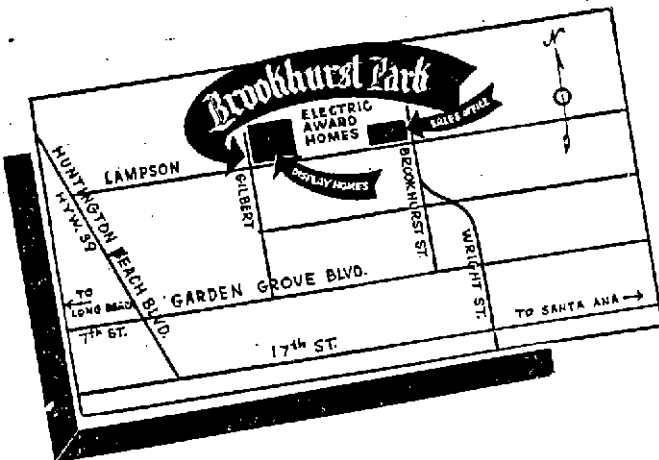 Brookhurst Park
N
ELECTRIC
AWARD
HOMES
SALES OFFICE
LAMPSON
DISPLAY HOMES
GILBERT
BROOKHURST ST.
HUNTINGTON BEACH BLVD.
HYW. 39
WRIGHT ST.
GARDEN GROVE BLVD.
TO
LONG BEACH
7th ST.
17th ST.
TO SANTA ANA